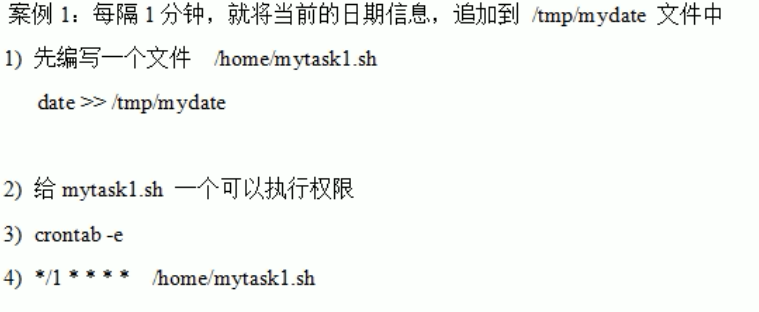 案例 1：每隔 1 分钟，就将当前的日期信息，追加到 /tmp/mydate 文件中
1) 先编写一个文件 /home/mytask1.sh
date >> /tmp/mydate
2) 给 mytask1.sh 一个可以执行权限
3) crontab -e
4) */1 * * * * /home/mytask1.sh